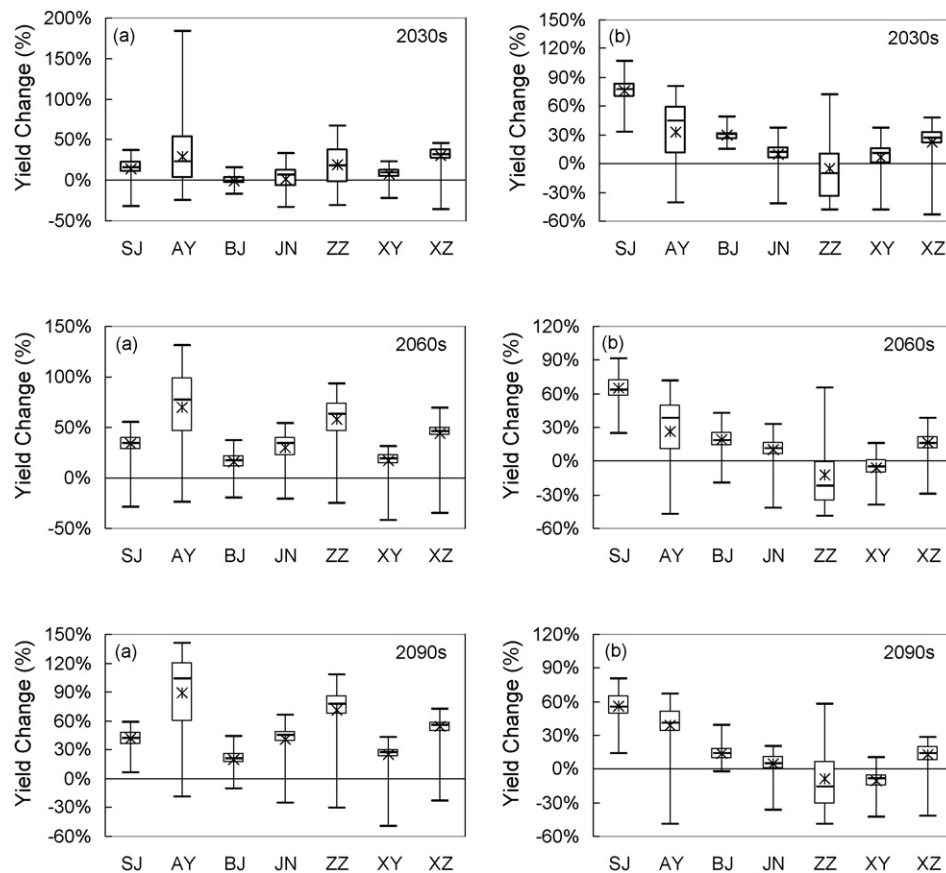 (a) 2030s
Yield Change (%)
200%
150%
100%
50%
0%
-50%
SJ AY BJ JN ZZ XY XZ
(b) 2030s
Yield Change (%)
150%
120%
90%
60%
30%
0%
-30%
-60%
SJ AY BJ JN ZZ XY XZ
(a) 2060s
Yield Change (%)
150%
100%
50%
0%
-50%
SJ AY BJ JN ZZ XY XZ
(b) 2060s
Yield Change (%)
120%
90%
60%
30%
0%
-30%
-60%
SJ AY BJ JN ZZ XY XZ
(a) 2090s
Yield Change (%)
150%
120%
90%
60%
30%
0%
-30%
-60%
SJ AY BJ JN ZZ XY XZ
(b) 2090s
Yield Change (%)
120%
90%
60%
30%
0%
-30%
-60%
SJ AY BJ JN ZZ XY XZ